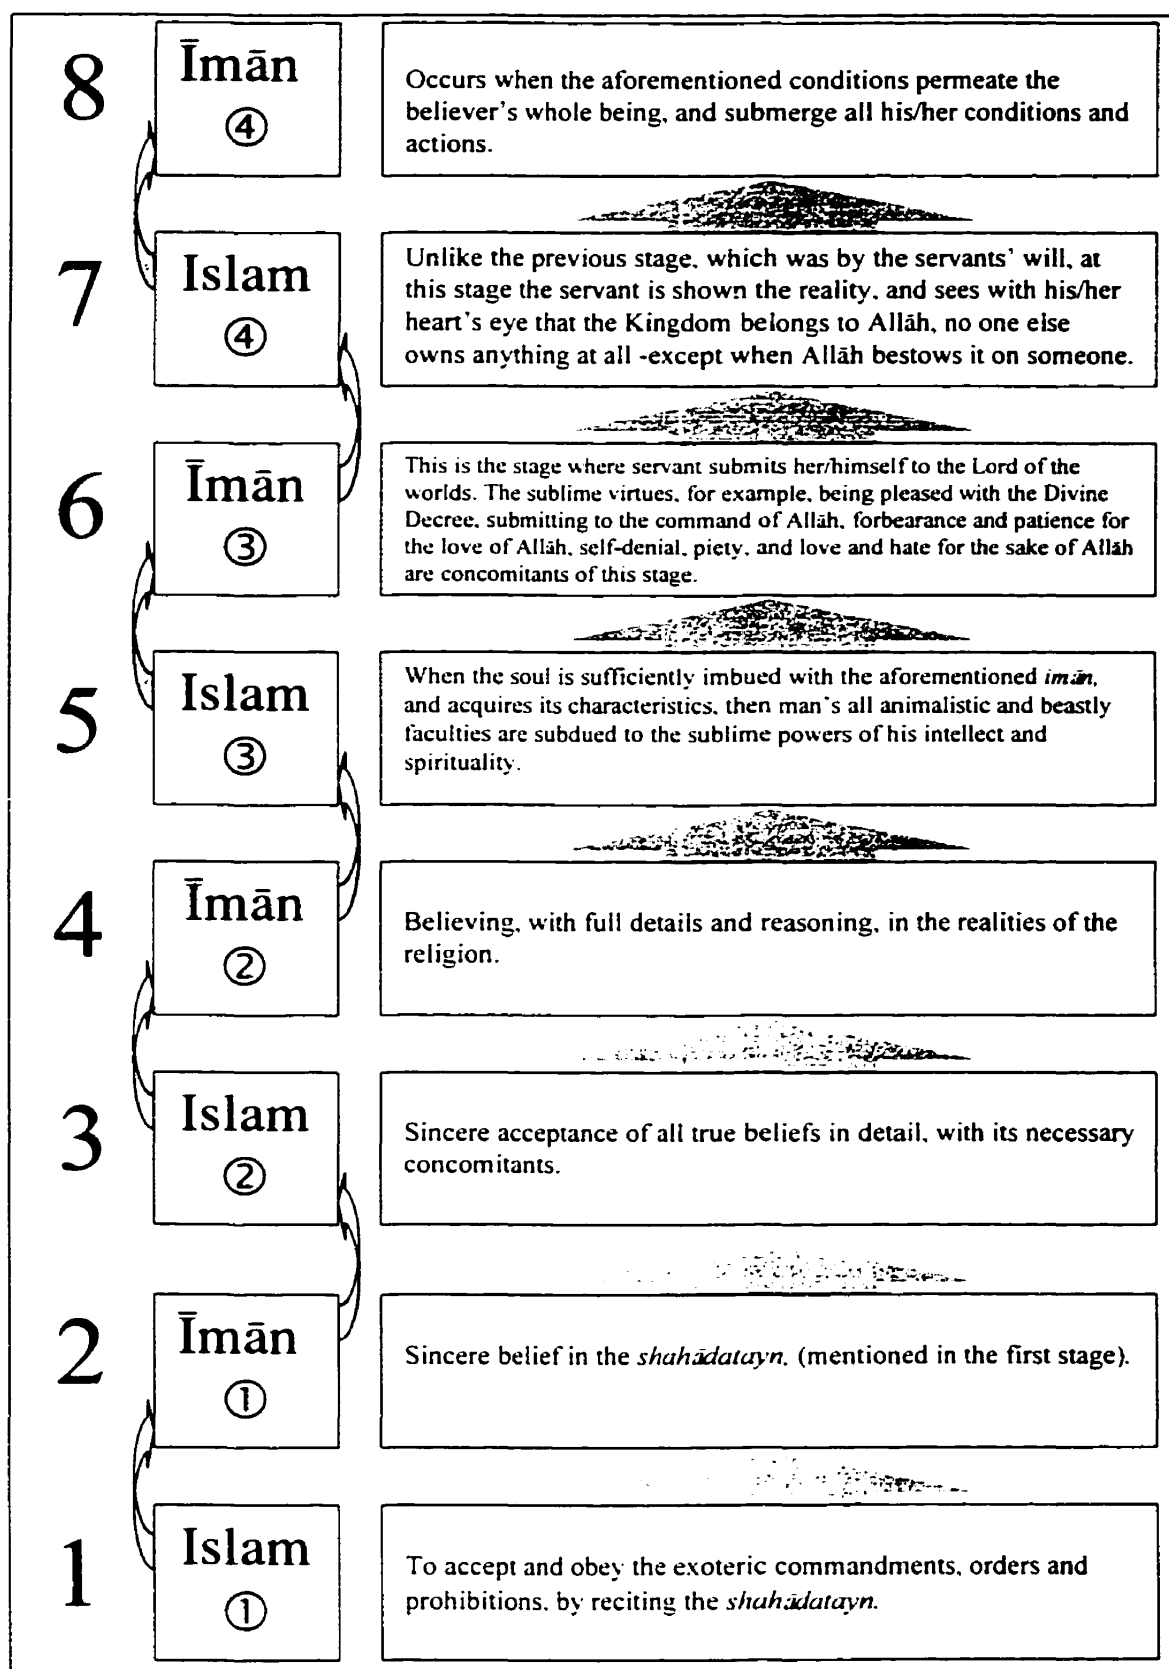 8
Īmān
④
Occurs when the aforementioned conditions permeate the
believer's whole being, and submerge all his/her conditions and
actions.
7
Islam
④
Unlike the previous stage, which was by the servants' will, at
this stage the servant is shown the reality, and sees with his/her
heart's eye that the Kingdom belongs to Allāh, no one else
owns anything at all -except when Allāh bestows it on someone.
6
Īmān
③
This is the stage where servant submits her/himself to the Lord of the
worlds. The sublime virtues, for example, being pleased with the Divine
Decree, submitting to the command of Allāh, forbearance and patience for
the love of Allāh, self-denial, piety, and love and hate for the sake of Allāh
are concomitants of this stage.
5
Islam
③
When the soul is sufficiently imbued with the aforementioned imān,
and acquires its characteristics, then man's all animalistic and beastly
faculties are subdued to the sublime powers of his intellect and
spirituality.
4
Īmān
②
Believing, with full details and reasoning, in the realities of the
religion.
3
Islam
②
Sincere acceptance of all true beliefs in detail, with its necessary
concomitants.
2
Īmān
①
Sincere belief in the shahādatayn, (mentioned in the first stage).
1
Islam
①
To accept and obey the exoteric commandments, orders and
prohibitions, by reciting the shahādatayn.